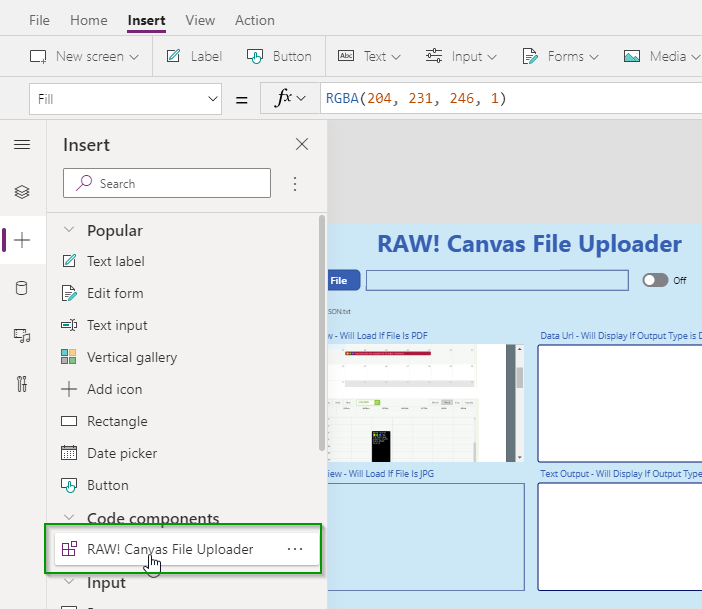 File Home Insert View Action
New screen Label Button Abc Text Input Forms Media
Fill = fx RGBA(204, 231, 246, 1)
Insert
Search
Popular
Text label
Edit form
Text input
Vertical gallery
Add icon
Rectangle
Date picker
Button
Code components
RAW! Canvas File Uploader ...
Input
RAW! Canvas File Uploader
File Off
SON.txt
w - Will Load If File Is PDF Data Url - Will Display If Output Type is D
iew - Will Load If File Is JPG Text Output - Will Display If Output Type